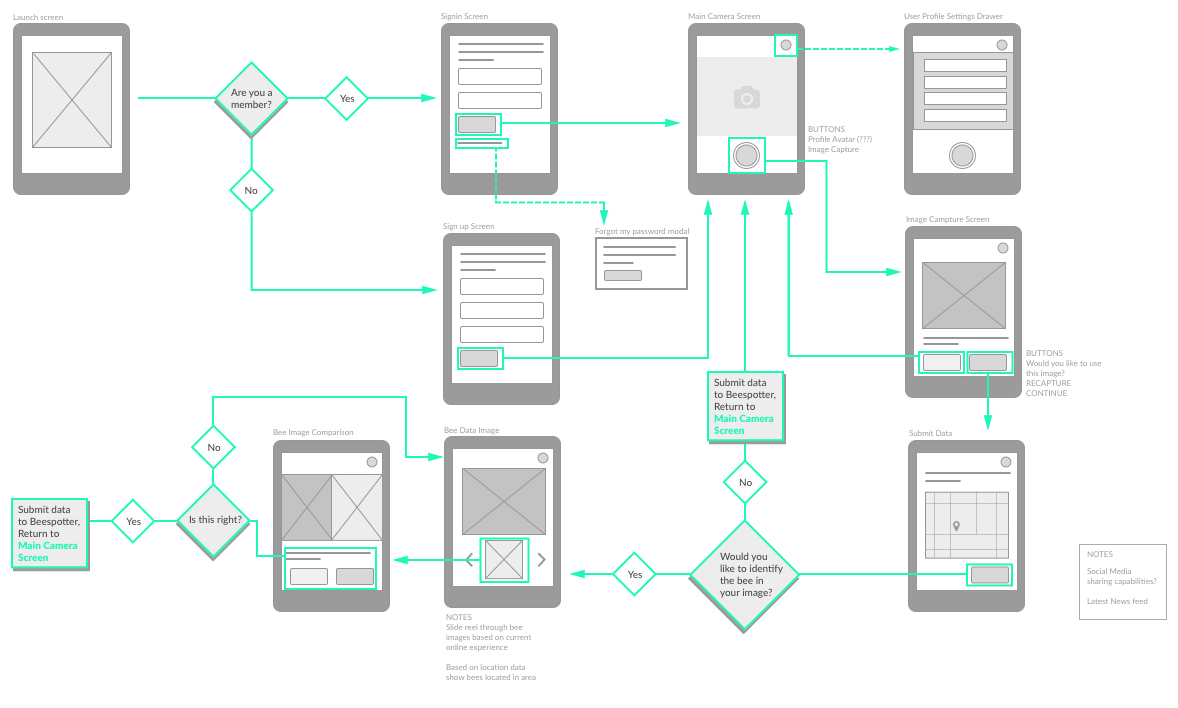 Launch screen
Signin Screen
Main Camera Screen
User Profile Settings Drawer
Are you a
member?
Yes
No
BUTTONS
Profile Avatar (???)
Image Capture
Sign up Screen
Forgot my password modal
Image Campture Screen
BUTTONS
Would you like to use
this image?
RECAPTURE
CONTINUE
Submit data
to Beespotter,
Return to
Main Camera
Screen
Bee Image Comparison
Bee Data Image
Submit Data
No
No
Submit data
to Beespotter,
Return to
Main Camera
Screen
Yes
Is this right?
Yes
Would you
like to identify
the bee in
your image?
NOTES
Social Media
sharing capabilities?
Latest News feed
NOTES
Slide reel through bee
images based on current
online experience
Based on location data
show bees located in area